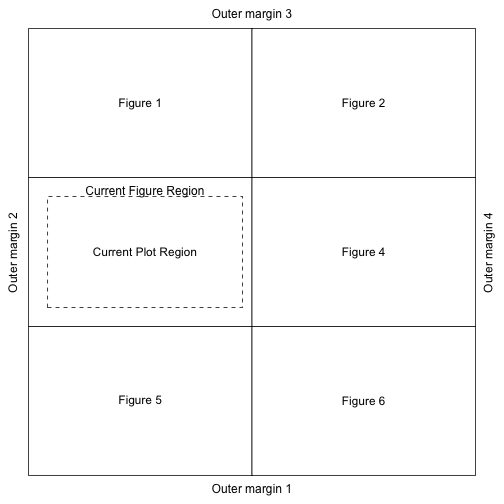 Outer margin 3
Figure 1
Figure 2
Outer margin 2
Current Figure Region
Current Plot Region
Figure 4
Outer margin 4
Figure 5
Figure 6
Outer margin 1